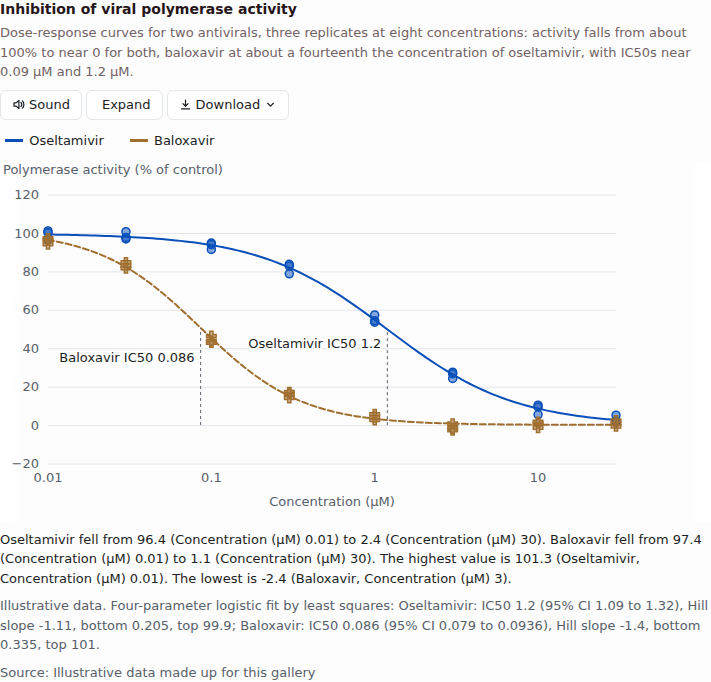 Inhibition of viral polymerase activity
Dose-response curves for two antivirals, three replicates at eight concentrations: activity falls from about
100% to near 0 for both, baloxavir at about a fourteenth the concentration of oseltamivir, with IC50s near
0.09 μM and 1.2 μM.
Sound Expand Download
Oseltamivir Baloxavir
Polymerase activity (% of control)
120
100
80
60
40
20
0
−20
Oseltamivir IC50 1.2
Baloxavir IC50 0.086
0.01 0.1 1 10
Concentration (μM)
Oseltamivir fell from 96.4 (Concentration (μM) 0.01) to 2.4 (Concentration (μM) 30). Baloxavir fell from 97.4
(Concentration (μM) 0.01) to 1.1 (Concentration (μM) 30). The highest value is 101.3 (Oseltamivir,
Concentration (μM) 0.01). The lowest is -2.4 (Baloxavir, Concentration (μM) 3).
Illustrative data. Four-parameter logistic fit by least squares: Oseltamivir: IC50 1.2 (95% CI 1.09 to 1.32), Hill
slope -1.11, bottom 0.205, top 99.9; Baloxavir: IC50 0.086 (95% CI 0.079 to 0.0936), Hill slope -1.4, bottom
0.335, top 101.
Source: Illustrative data made up for this gallery